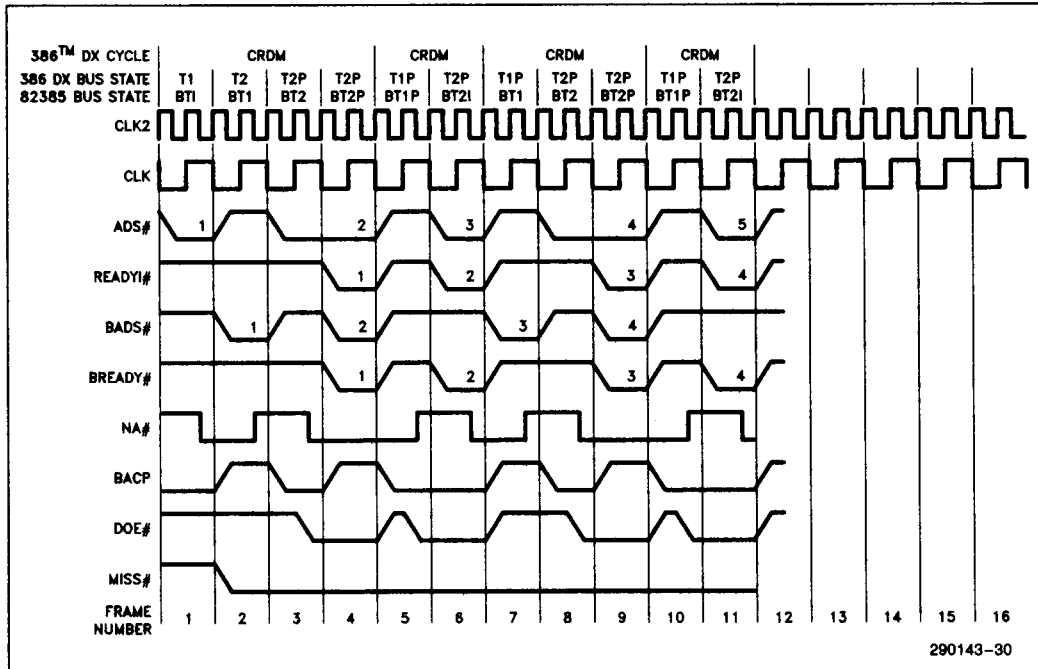 386™ DX CYCLE CRDM CRDM CRDM CRDM
386 DX BUS STATE T1 T2 T2P T2P T1P T2P T1P T2P T2P T1P T2P
82385 BUS STATE BTI BT1 BT2 BT2P BT1P BT2I BT1 BT2 BT2P BT1P BT2I
CLK2
CLK
ADS# 1 2 3 4 5
READYI# 1 2 3 4
BADS# 1 2 3 4
BREADY# 1 2 3 4
NA#
BACP
DOE#
MISS#
FRAME
NUMBER 1 2 3 4 5 6 7 8 9 10 11 12 13 14 15 16
290143-30